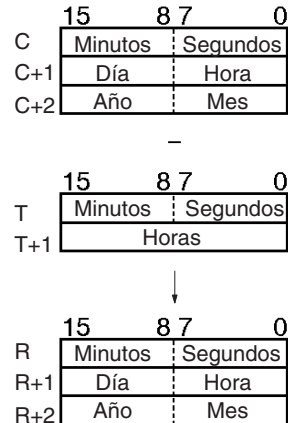 15 8 7 0
C Minutos Segundos
C+1 Día Hora
C+2 Año Mes
–
15 8 7 0
T Minutos Segundos
T+1 Horas
15 8 7 0
R Minutos Segundos
R+1 Día Hora
R+2 Año Mes